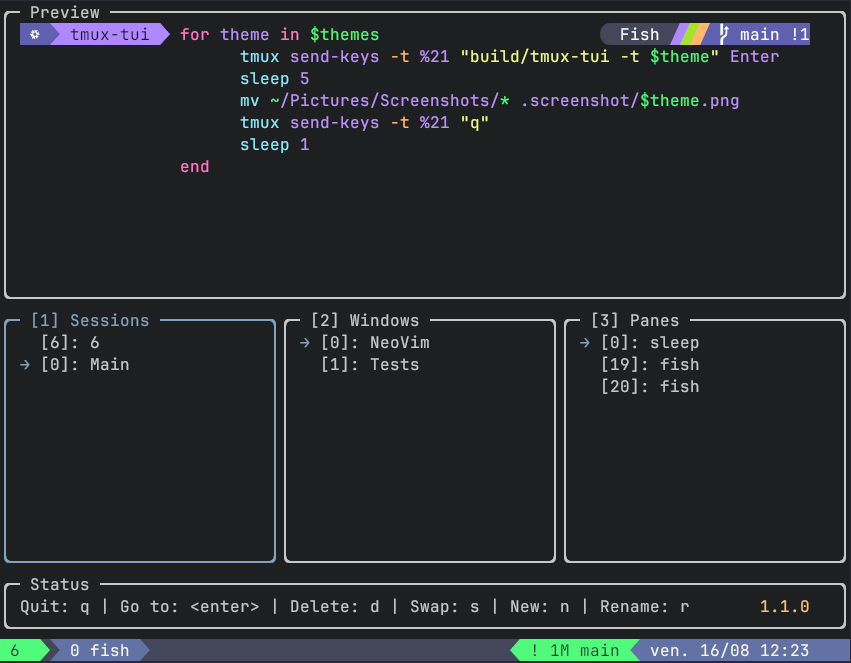 Preview
tmux-tui for theme in $themes Fish main !1
tmux send-keys -t %21 "build/tmux-tui -t $theme" Enter
sleep 5
mv ~/Pictures/Screenshots/* .screenshot/$theme.png
tmux send-keys -t %21 "q"
sleep 1
end
[1] Sessions
[6]: 6
→ [0]: Main
[2] Windows
→ [0]: NeoVim
[1]: Tests
[3] Panes
→ [0]: sleep
[19]: fish
[20]: fish
Status
Quit: q | Go to: <enter> | Delete: d | Swap: s | New: n | Rename: r 1.1.0
6 0 fish ! 1M main ven. 16/08 12:23